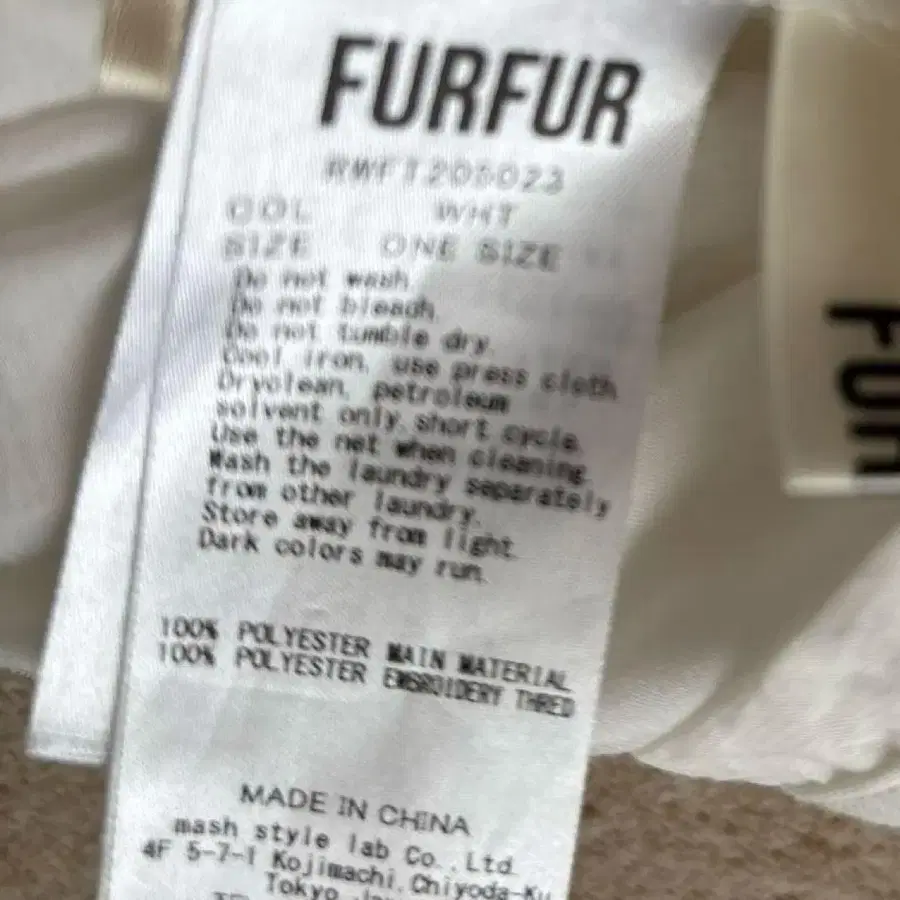 FURFUR
RWFT205023
COL WHT
SIZE ONE SIZE
Do not wash.
Do not bleach.
Do not tumble dry.
Cool iron, use press cloth.
Dryclean, petroleum
solvent only, short cycle.
Use the net when cleaning.
Wash the laundry separately
from other laundry.
Store away from light.
Dark colors may run.
100% POLYESTER MAIN MATERIAL
100% POLYESTER EMBROIDERY THRED
MADE IN CHINA
mash style lab Co.,Ltd.
4F 5-7-1 Kojimachi,Chiyoda-Ku
Tokyo
FUR